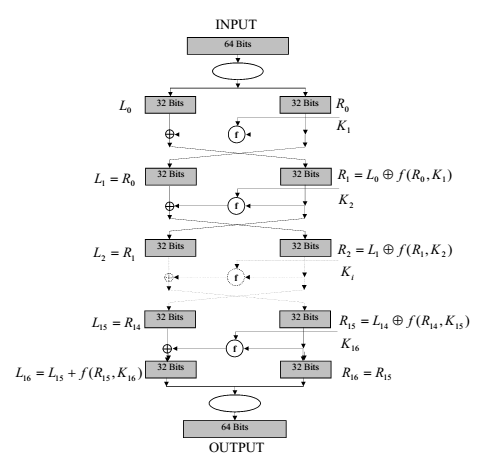 INPUT
64 Bits
L₀ 32 Bits 32 Bits R₀
f K₁
L₁ = R₀ 32 Bits 32 Bits R₁ = L₀ ⊕ f(R₀, K₁)
f K₂
L₂ = R₁ 32 Bits 32 Bits R₂ = L₁ ⊕ f(R₁, K₂)
f Kᵢ
L₁₅ = R₁₄ 32 Bits 32 Bits R₁₅ = L₁₄ ⊕ f(R₁₄, K₁₅)
f K₁₆
L₁₆ = L₁₅ + f(R₁₅, K₁₆) 32 Bits 32 Bits R₁₆ = R₁₅
64 Bits
OUTPUT